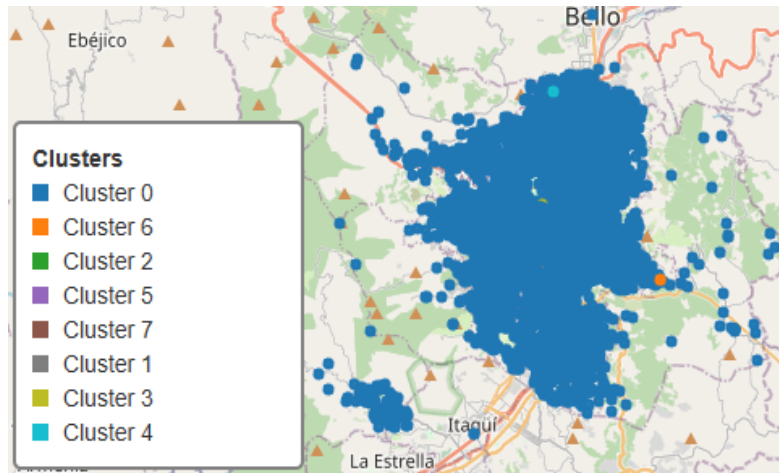 Bello
Ebéjico
Clusters
Cluster 0
Cluster 6
Cluster 2
Cluster 5
Cluster 7
Cluster 1
Cluster 3
Cluster 4
Itagüí
La Estrella